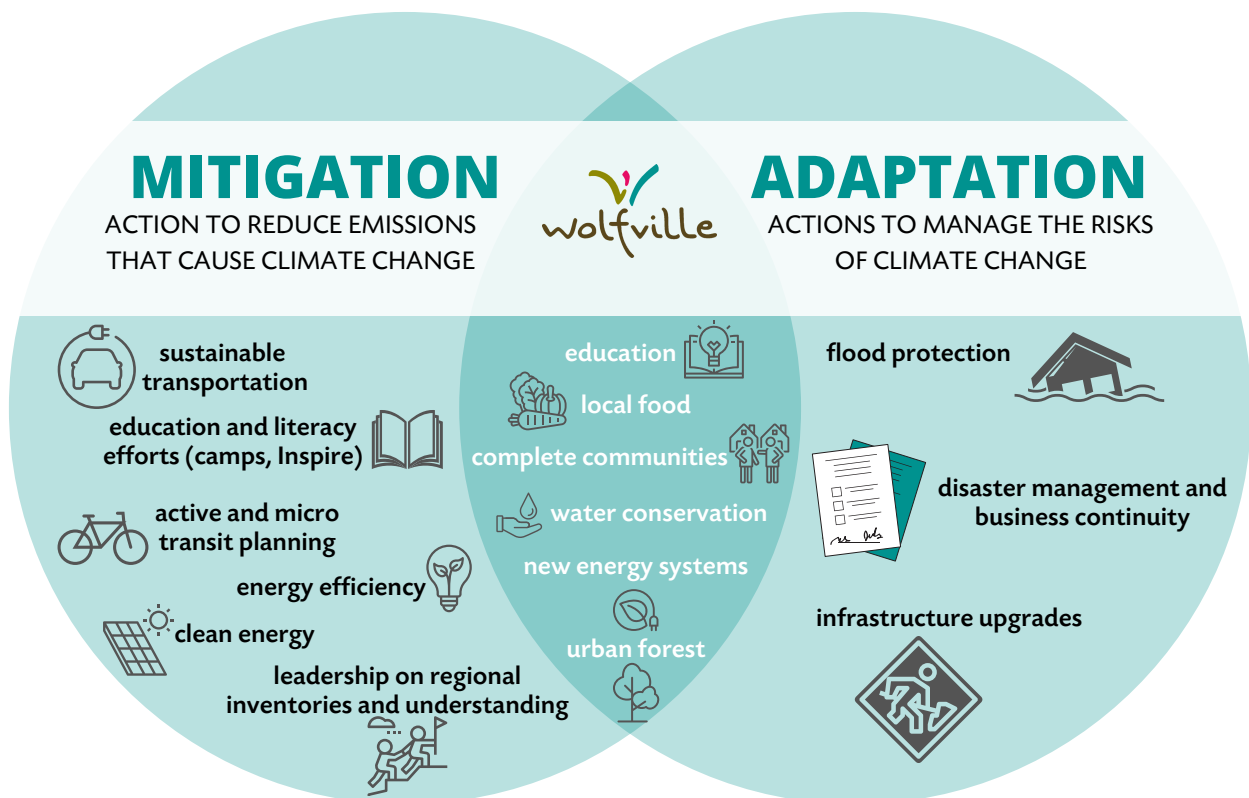 MITIGATION
ACTION TO REDUCE EMISSIONS
THAT CAUSE CLIMATE CHANGE
wolfville
ADAPTATION
ACTIONS TO MANAGE THE RISKS
OF CLIMATE CHANGE
sustainable
transportation
education and literacy
efforts (camps, Inspire)
active and micro
transit planning
energy efficiency
clean energy
leadership on regional
inventories and understanding
education
local food
complete communities
water conservation
new energy systems
urban forest
flood protection
disaster management and
business continuity
infrastructure upgrades